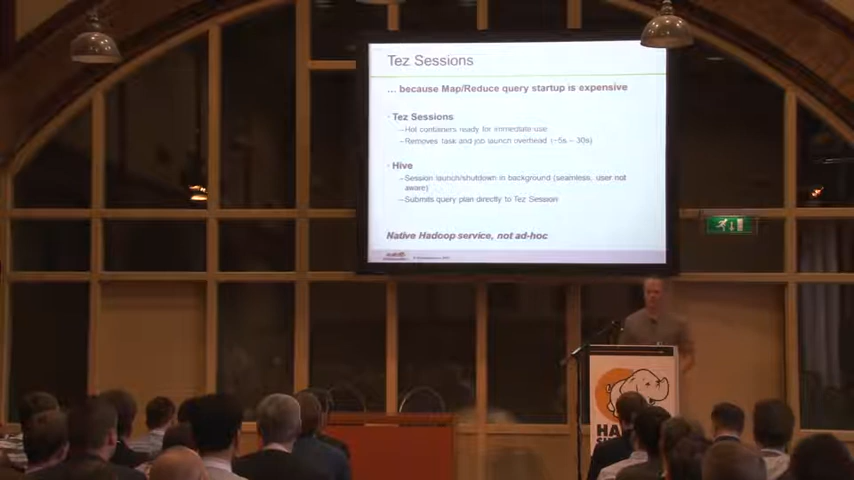 Tez Sessions
... because Map/Reduce query startup is expensive
Tez Sessions
–Hot containers ready for immediate use
–Removes task and job launch overhead (~5s – 30s)
Hive
–Session launch/shutdown in background (seamless, user not
aware)
–Submits query plan directly to Tez Session
Native Hadoop service, not ad-hoc